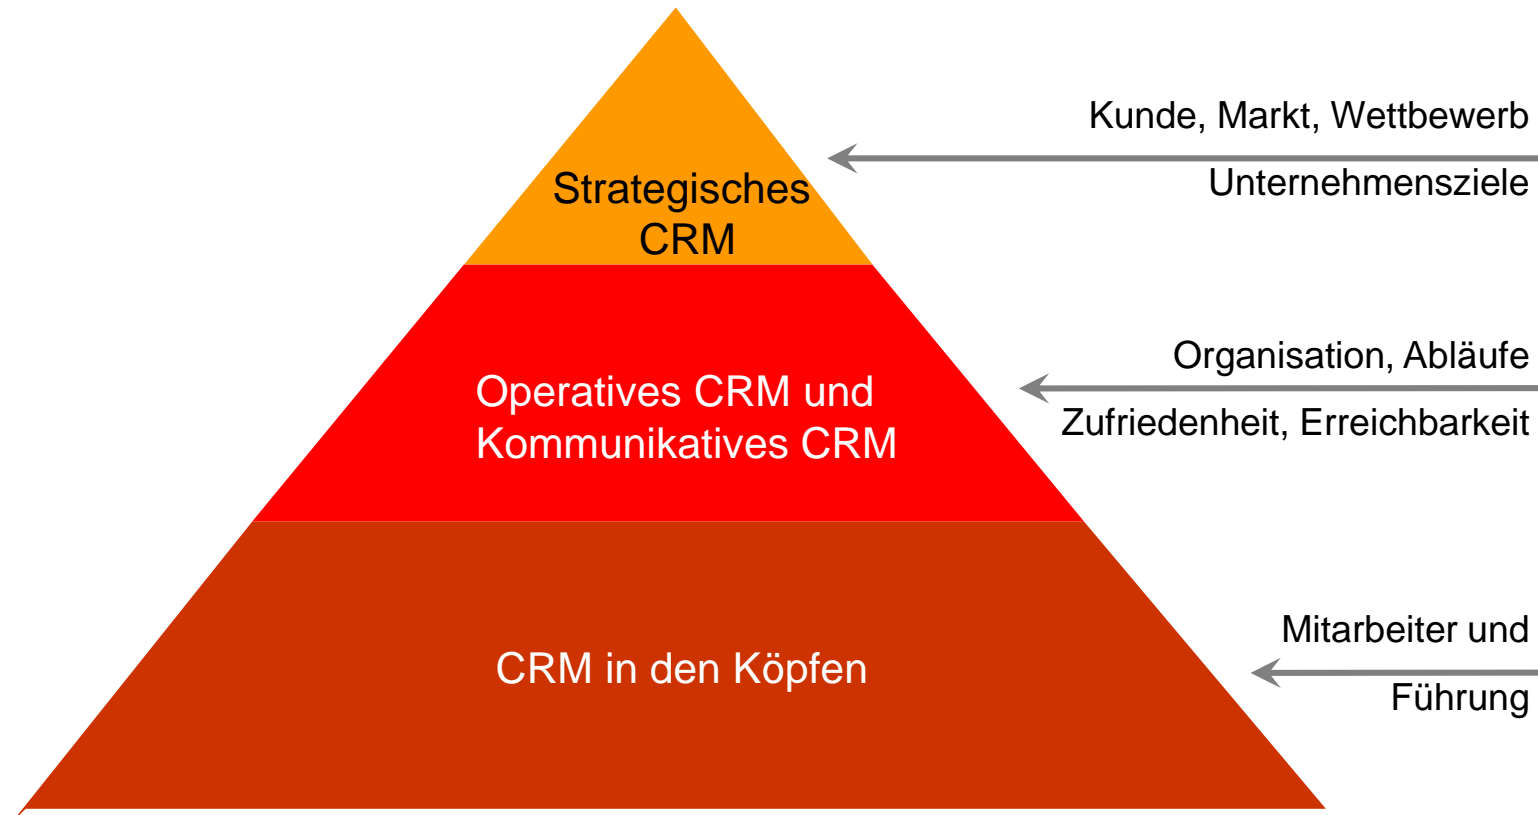 Kunde, Markt, Wettbewerb
Unternehmensziele
Strategisches
CRM
Organisation, Abläufe
Zufriedenheit, Erreichbarkeit
Operatives CRM und
Kommunikatives CRM
Mitarbeiter und
Führung
CRM in den Köpfen